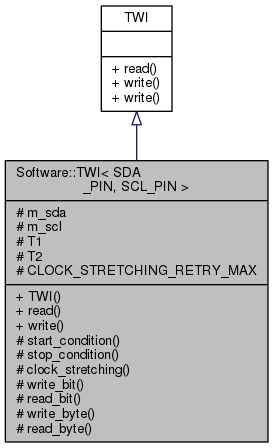 TWI
+ read()
+ write()
+ write()
Software::TWI< SDA
_PIN, SCL_PIN >
# m_sda
# m_scl
# T1
# T2
# CLOCK_STRETCHING_RETRY_MAX
+ TWI()
+ read()
+ write()
# start_condition()
# stop_condition()
# clock_stretching()
# write_bit()
# read_bit()
# write_byte()
# read_byte()